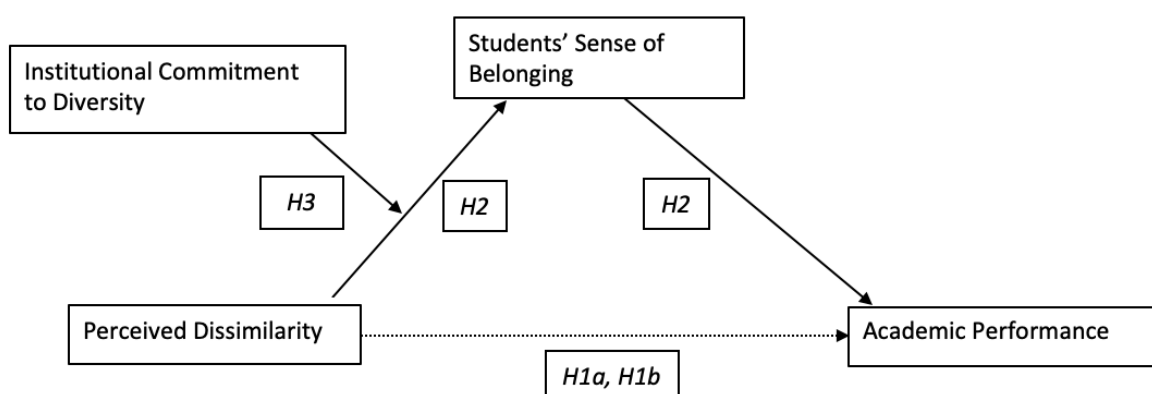 Institutional Commitment
to Diversity
Students’ Sense of
Belonging
H3
H2
H2
Perceived Dissimilarity
Academic Performance
H1a, H1b